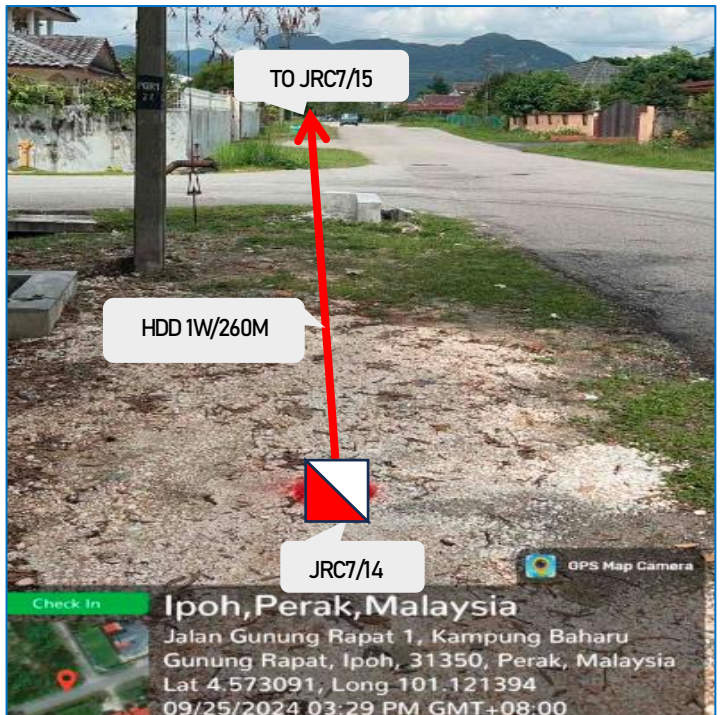 TO JRC7/15
HDD 1W/260M
JRC7/14
GPS Map Camera
Check In
Ipoh,Perak,Malaysia
Jalan Gunung Rapat 1, Kampung Baharu
Gunung Rapat, Ipoh, 31350, Perak, Malaysia
Lat 4.573091, Long 101.121394
09/25/2024 03:29 PM GMT+08:00